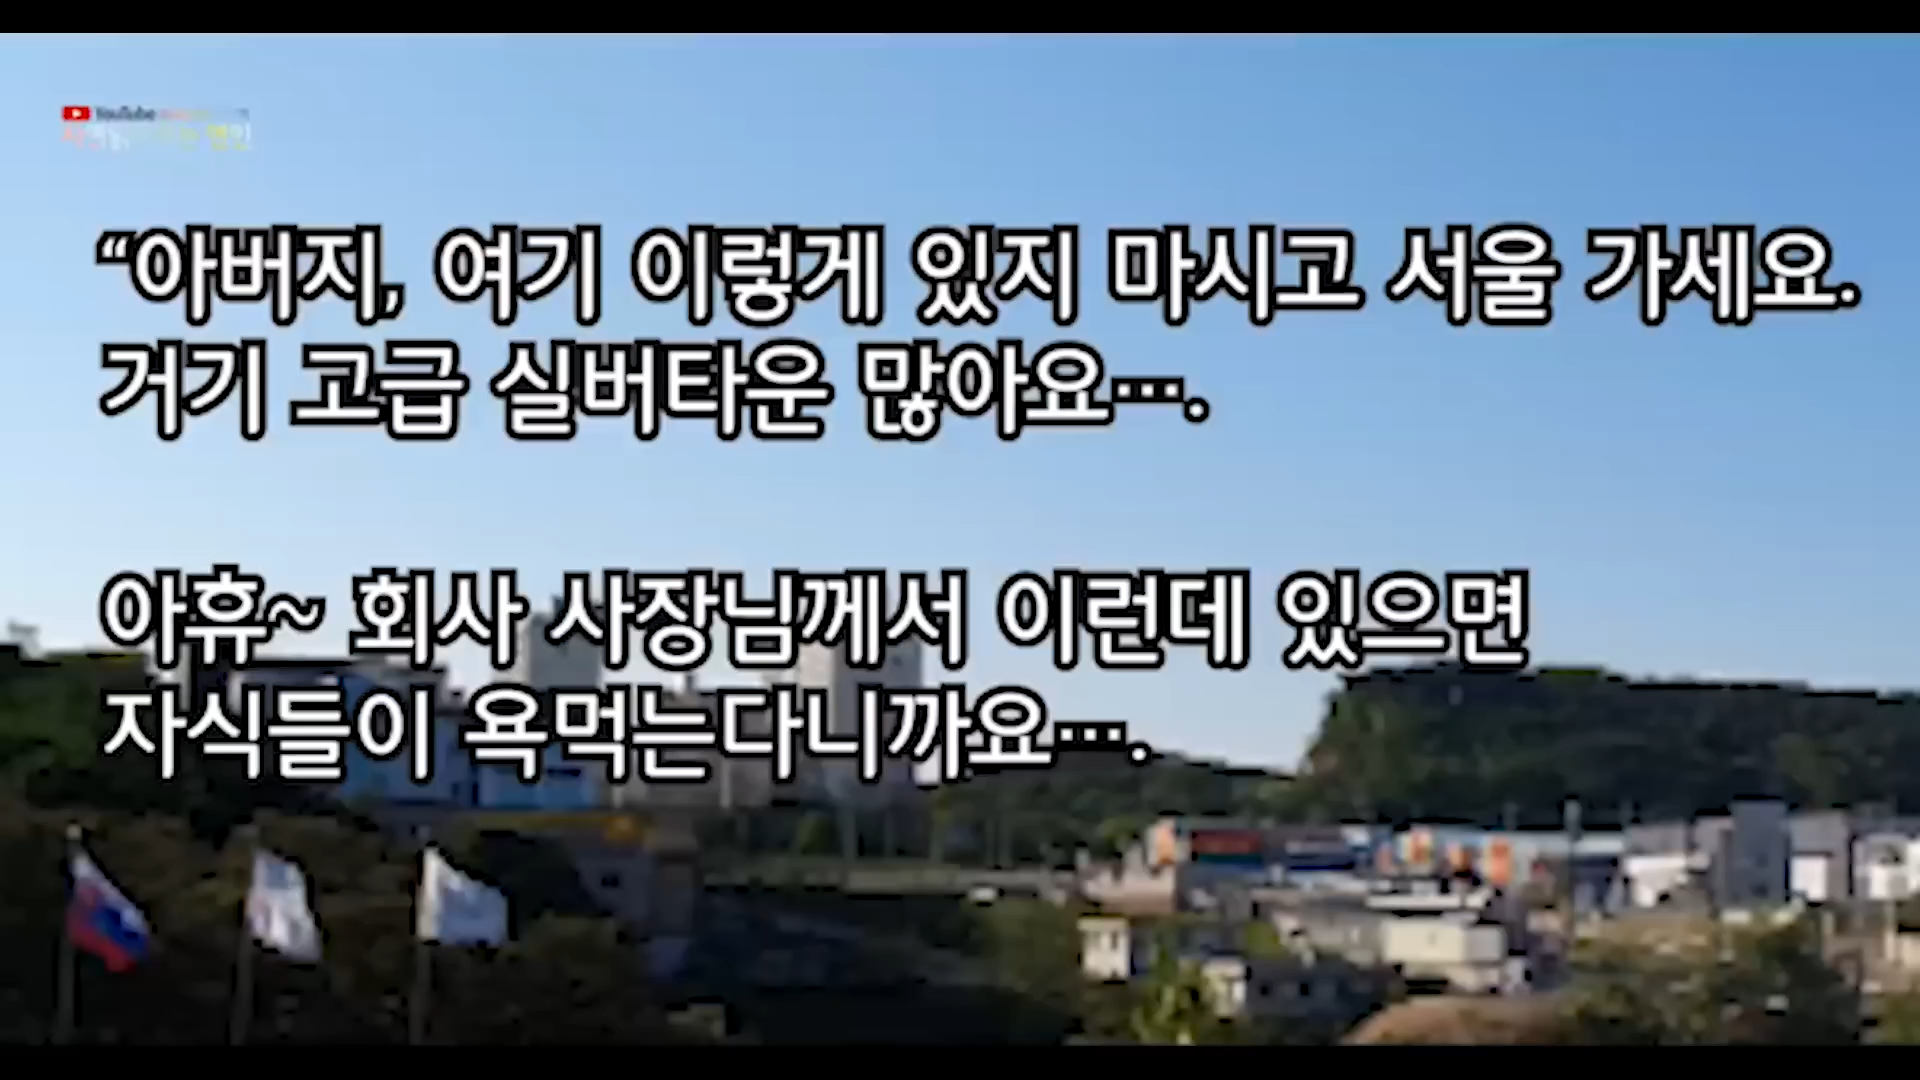 YouTube
“아버지, 여기 이렇게 있지 마시고 서울 가세요.
거기 고급 실버타운 많아요….
아휴~ 회사 사장님께서 이런데 있으면
자식들이 욕먹는다니까요….